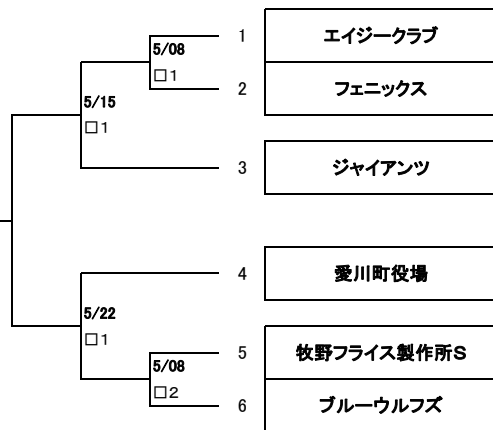 1 エイジークラブ
5/08
□1
2 フェニックス
5/15
□1
3 ジャイアンツ
4 愛川町役場
5/22
□1
5 牧野フライス製作所S
5/08
□2
6 ブルーウルフズ